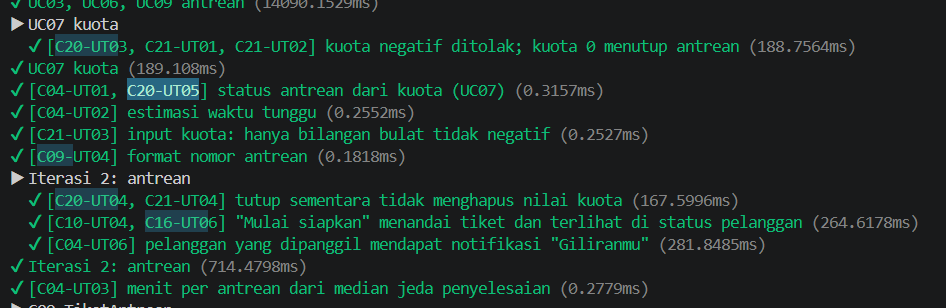 ✓ UC03, UC06, UC09 antrean (14090.1529ms)
▶ UC07 kuota
✓ [C20-UT03, C21-UT01, C21-UT02] kuota negatif ditolak; kuota 0 menutup antrean (188.7564ms)
✓ UC07 kuota (189.108ms)
✓ [C04-UT01, C20-UT05] status antrean dari kuota (UC07) (0.3157ms)
✓ [C04-UT02] estimasi waktu tunggu (0.2552ms)
✓ [C21-UT03] input kuota: hanya bilangan bulat tidak negatif (0.2527ms)
✓ [C09-UT04] format nomor antrean (0.1818ms)
▶ Iterasi 2: antrean
✓ [C20-UT04, C21-UT04] tutup sementara tidak menghapus nilai kuota (167.5996ms)
✓ [C10-UT04, C16-UT06] "Mulai siapkan" menandai tiket dan terlihat di status pelanggan (264.6178ms)
✓ [C04-UT06] pelanggan yang dipanggil mendapat notifikasi "Giliranmu" (281.8485ms)
✓ Iterasi 2: antrean (714.4798ms)
✓ [C04-UT03] menit per antrean dari median jeda penyelesaian (0.2779ms)
▶ C09 TiketAntrean